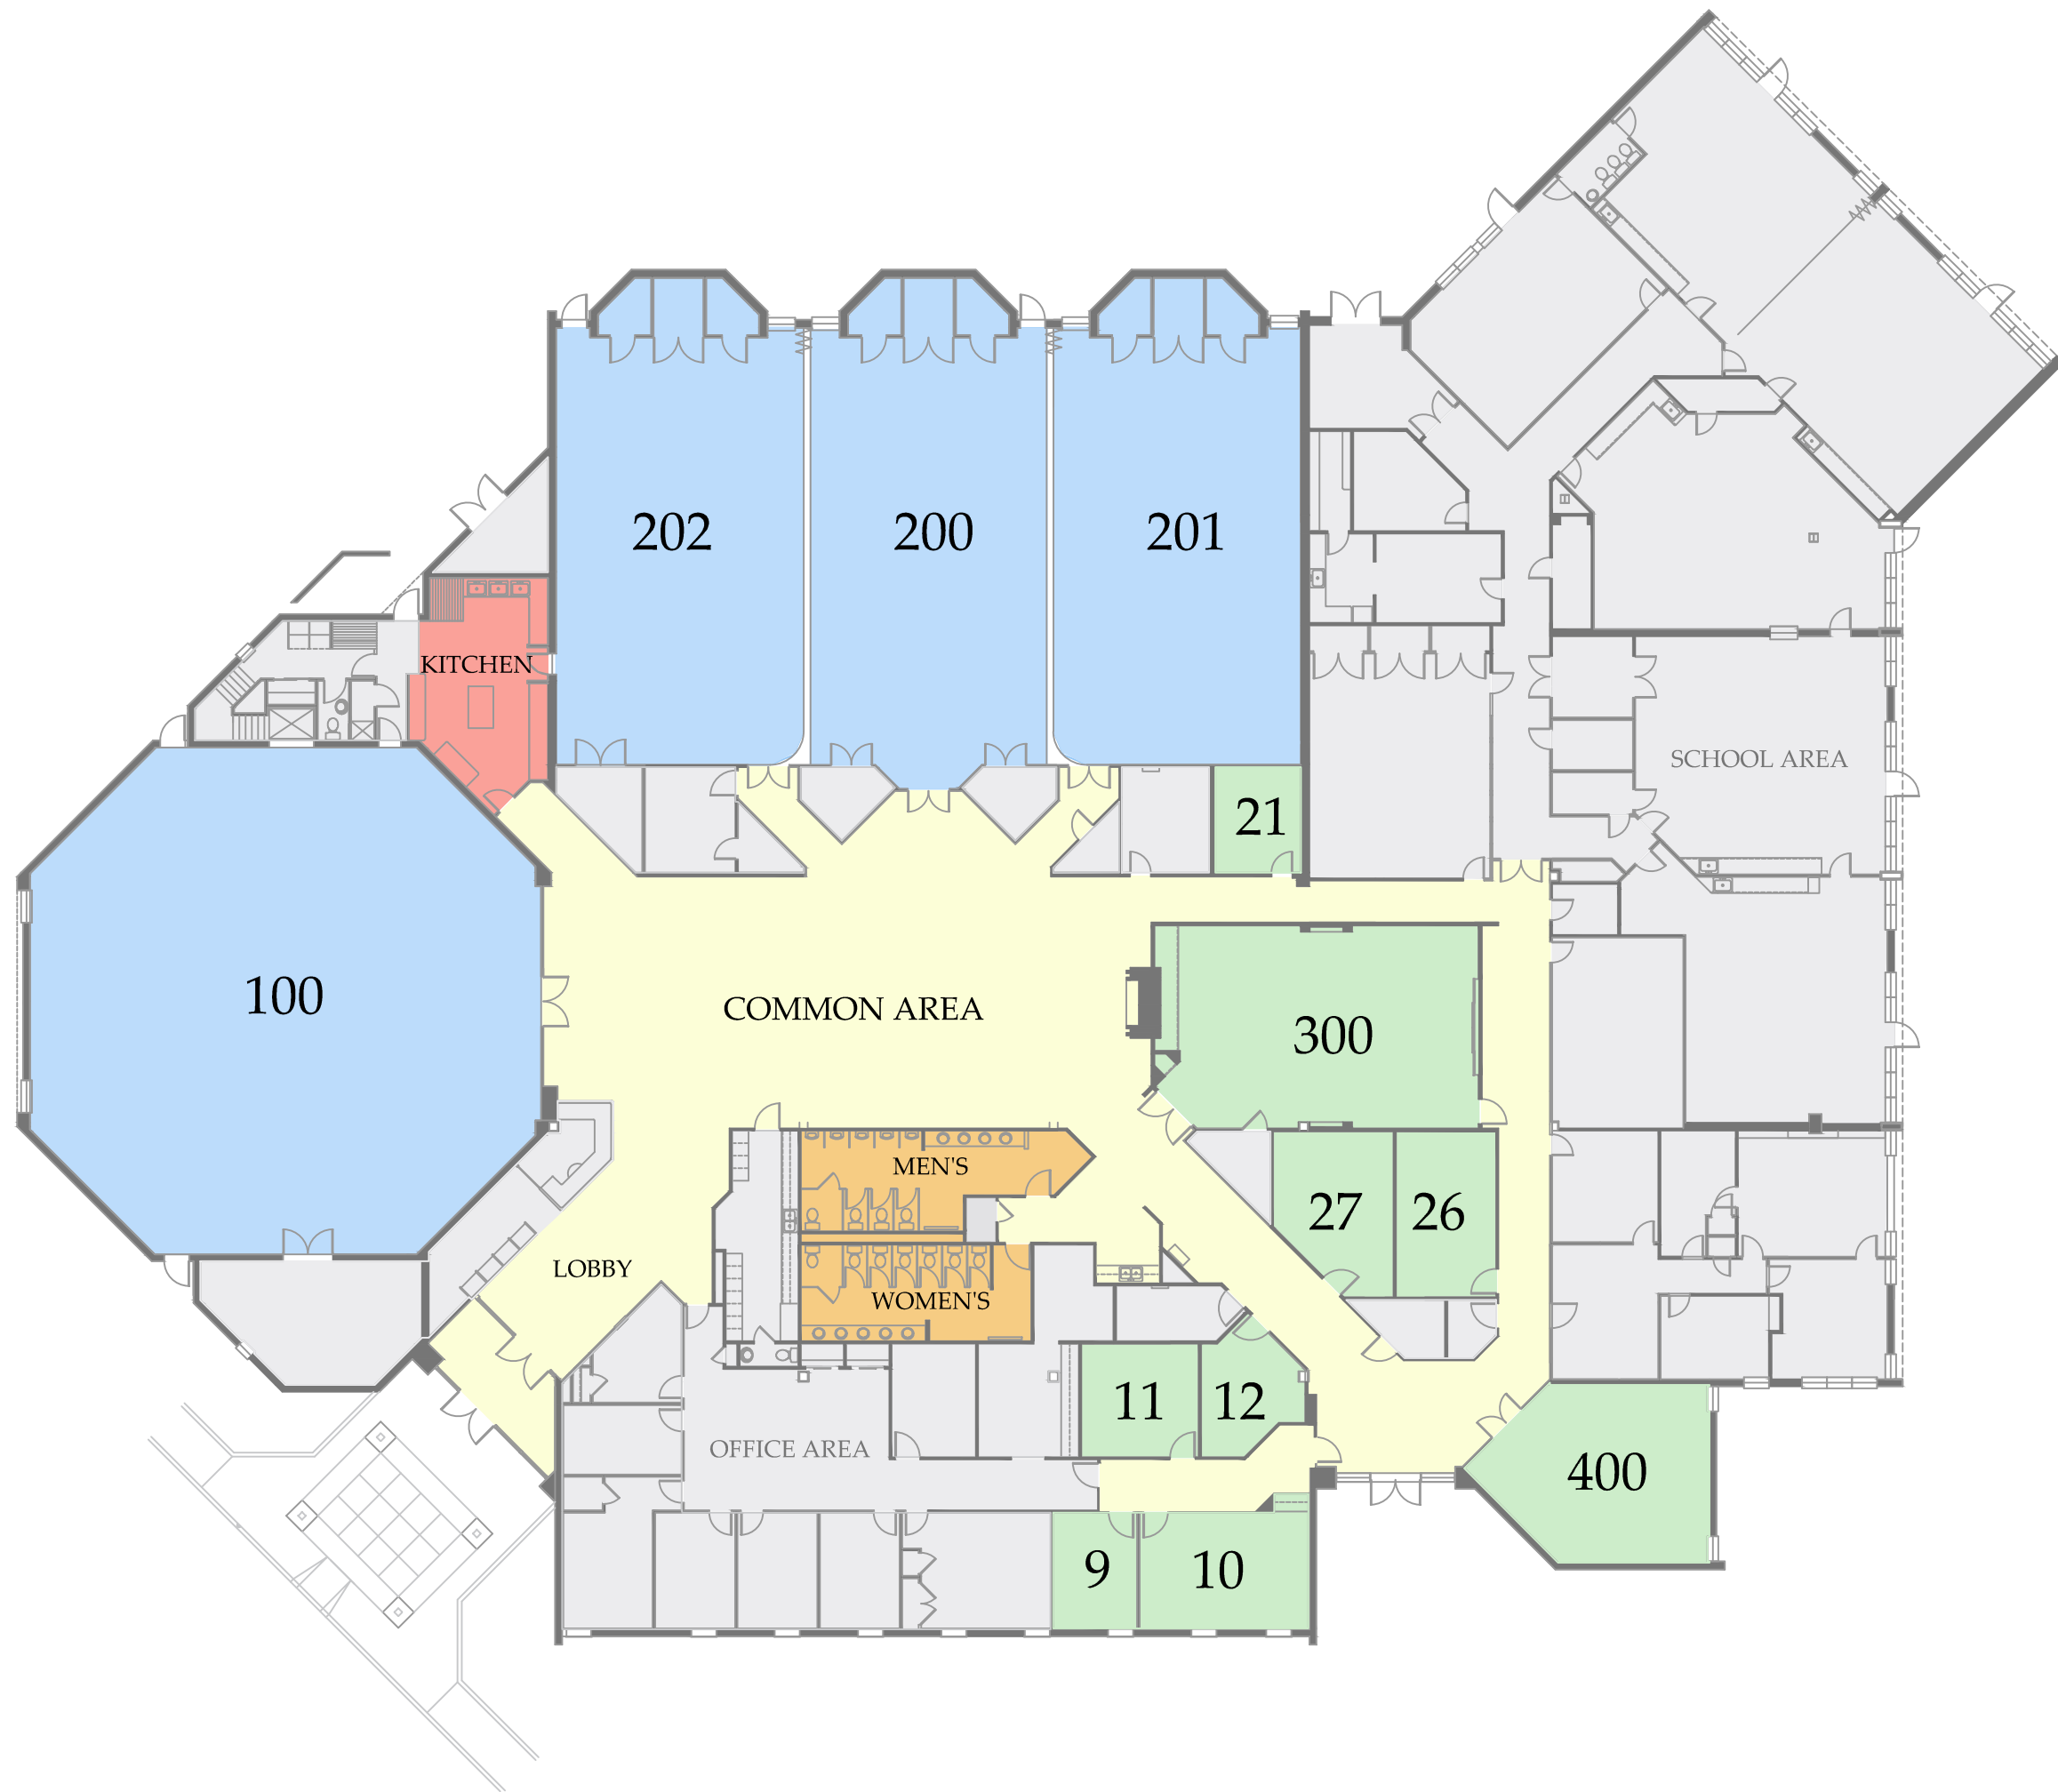 202
200
201
KITCHEN
SCHOOL AREA
21
100
COMMON AREA
300
MEN'S
27
26
LOBBY
WOMEN'S
11
12
OFFICE AREA
400
9
10